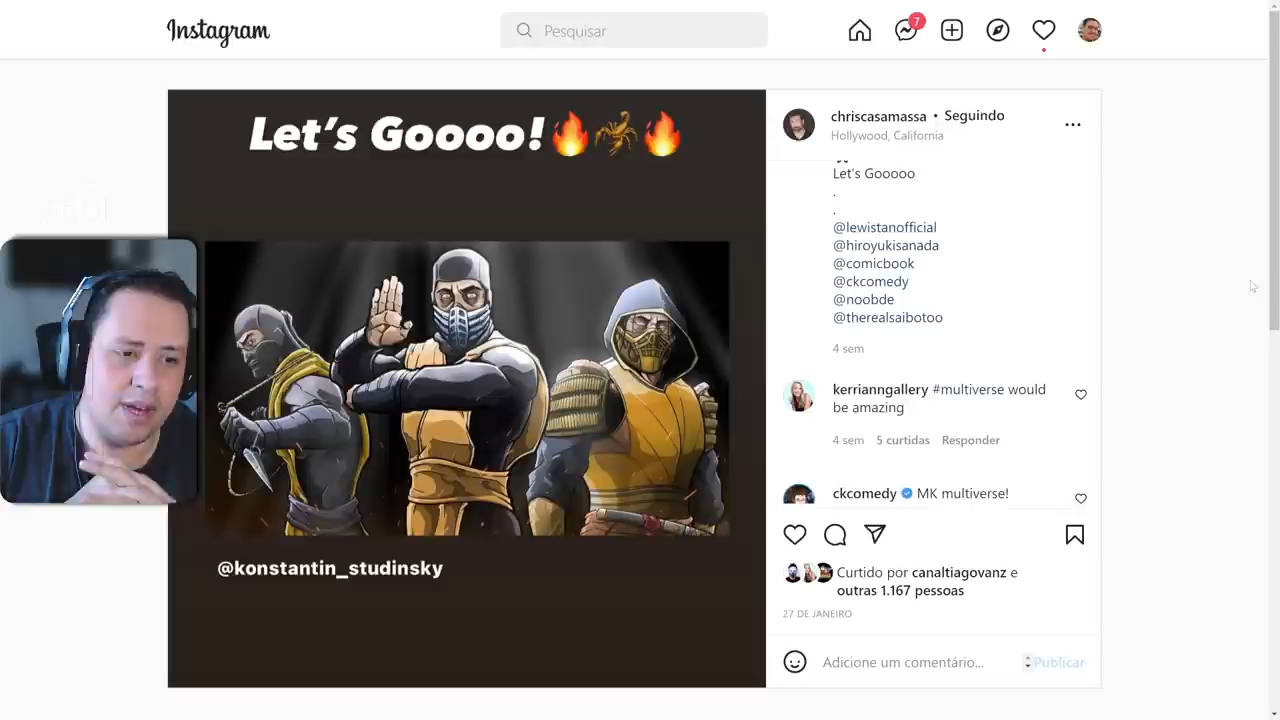 Instagram
Pesquisar
7
Let's Goooo!🔥🦂🔥
@konstantin_studinsky
chriscasamassa • Seguindo
Hollywood, California
Let's Gooooo
.
.
@lewistanofficial
@hiroyukisanada
@comicbook
@ckcomedy
@noobde
@therealsaibotoo
4 sem
kerrianngallery #multiverse would
be amazing
4 sem 5 curtidas Responder
ckcomedy MK multiverse!
Curtido por canaltiagovanz e
outras 1.167 pessoas
27 DE JANEIRO
Adicione um comentário... Publicar